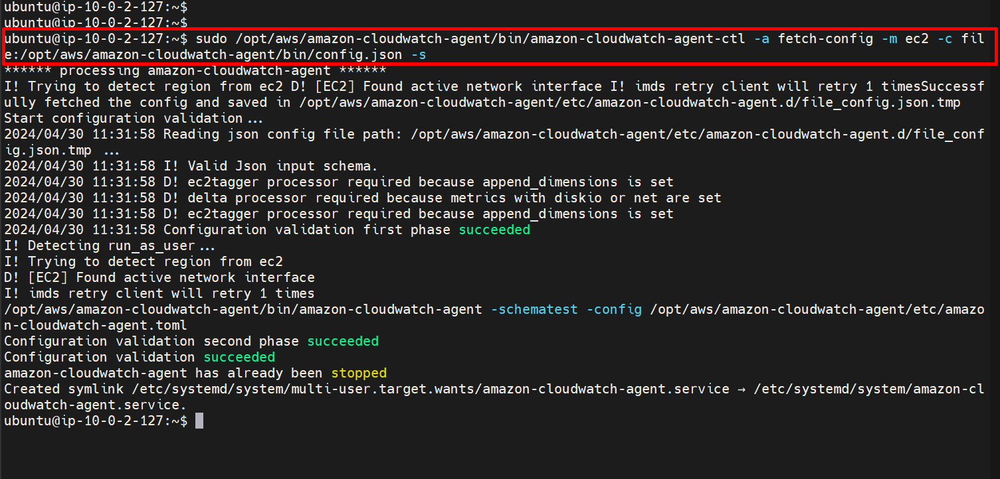 ubuntu@ip-10-0-2-127:~$
ubuntu@ip-10-0-2-127:~$
ubuntu@ip-10-0-2-127:~$ sudo /opt/aws/amazon-cloudwatch-agent/bin/amazon-cloudwatch-agent-ctl -a fetch-config -m ec2 -c fil
e:/opt/aws/amazon-cloudwatch-agent/bin/config.json -s
****** processing amazon-cloudwatch-agent ******
I! Trying to detect region from ec2 D! [EC2] Found active network interface I! imds retry client will retry 1 timesSuccessf
ully fetched the config and saved in /opt/aws/amazon-cloudwatch-agent/etc/amazon-cloudwatch-agent.d/file_config.json.tmp
Start configuration validation...
2024/04/30 11:31:58 Reading json config file path: /opt/aws/amazon-cloudwatch-agent/etc/amazon-cloudwatch-agent.d/file_conf
ig.json.tmp ...
2024/04/30 11:31:58 I! Valid Json input schema.
2024/04/30 11:31:58 D! ec2tagger processor required because append_dimensions is set
2024/04/30 11:31:58 D! delta processor required because metrics with diskio or net are set
2024/04/30 11:31:58 D! ec2tagger processor required because append_dimensions is set
2024/04/30 11:31:58 Configuration validation first phase succeeded
I! Detecting run_as_user...
I! Trying to detect region from ec2
D! [EC2] Found active network interface
I! imds retry client will retry 1 times
/opt/aws/amazon-cloudwatch-agent/bin/amazon-cloudwatch-agent -schematest -config /opt/aws/amazon-cloudwatch-agent/etc/amazo
n-cloudwatch-agent.toml
Configuration validation second phase succeeded
Configuration validation succeeded
amazon-cloudwatch-agent has already been stopped
Created symlink /etc/systemd/system/multi-user.target.wants/amazon-cloudwatch-agent.service → /etc/systemd/system/amazon-cl
oudwatch-agent.service.
ubuntu@ip-10-0-2-127:~$